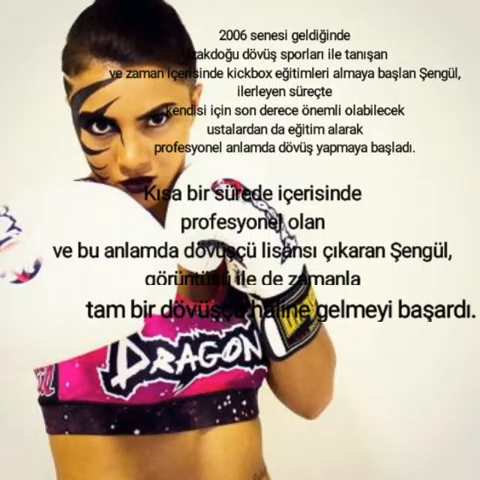 2006 senesi geldiğinde
uzakdoğu dövüş sporları ile tanışan
ve zaman içerisinde kickbox eğitimleri almaya başlan Şengül,
ilerleyen süreçte
kendisi için son derece önemli olabilecek
ustalardan da eğitim alarak
profesyonel anlamda dövüş yapmaya başladı.
Kısa bir sürede içerisinde
profesyonel olan
ve bu anlamda dövüşçü lisansı çıkaran Şengül,
görüntüsü ile de zamanla
tam bir dövüşçü haline gelmeyi başardı.
DRAGON